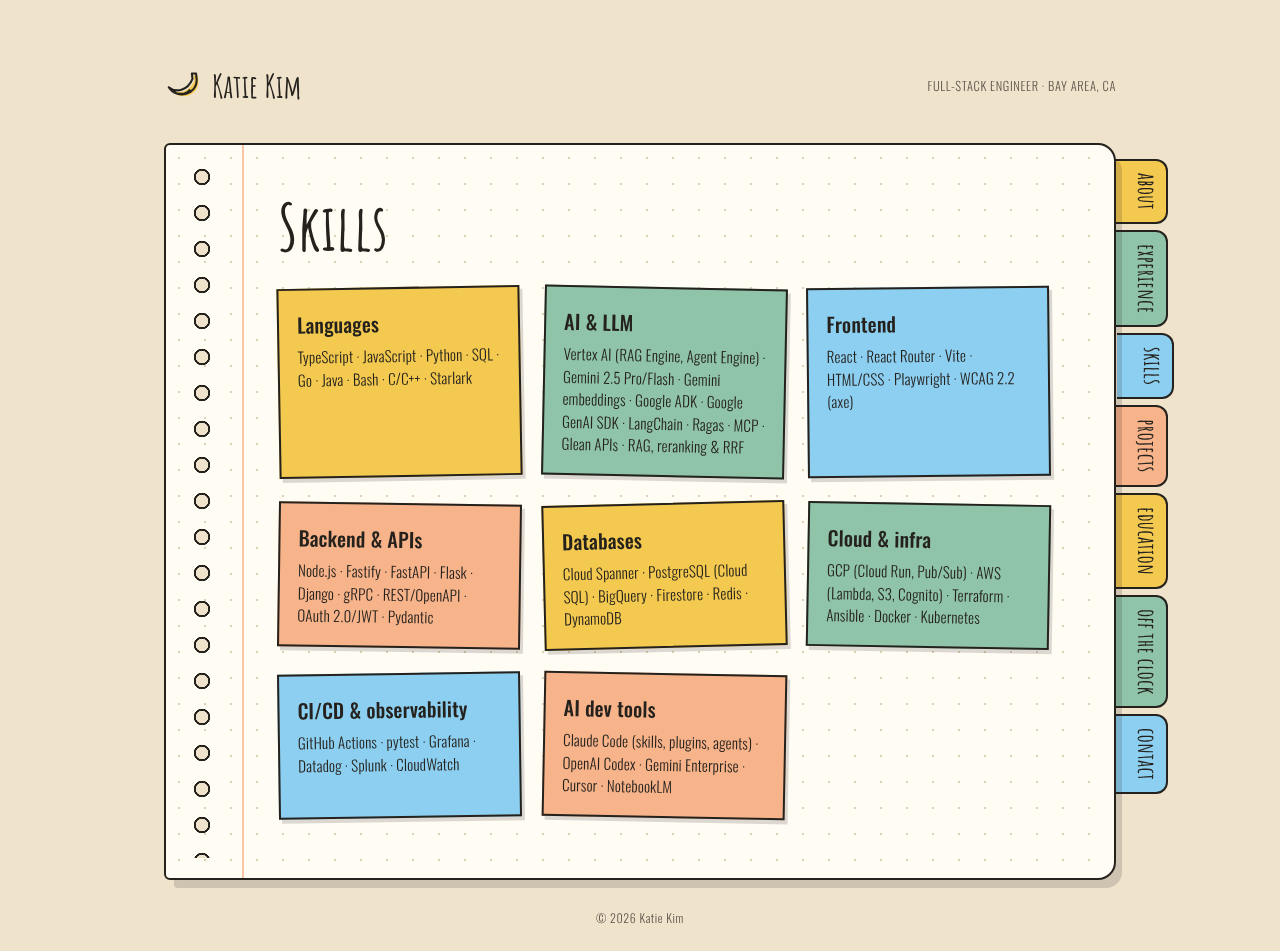 Katie Kim
FULL-STACK ENGINEER · BAY AREA, CA
Skills
Languages
TypeScript · JavaScript · Python · SQL ·
Go · Java · Bash · C/C++ · Starlark
AI & LLM
Vertex AI (RAG Engine, Agent Engine) ·
Gemini 2.5 Pro/Flash · Gemini
embeddings · Google ADK · Google
GenAI SDK · LangChain · Ragas · MCP ·
Glean APIs · RAG, reranking & RRF
Frontend
React · React Router · Vite ·
HTML/CSS · Playwright · WCAG 2.2
(axe)
Backend & APIs
Node.js · Fastify · FastAPI · Flask ·
Django · gRPC · REST/OpenAPI ·
OAuth 2.0/JWT · Pydantic
Databases
Cloud Spanner · PostgreSQL (Cloud
SQL) · BigQuery · Firestore · Redis ·
DynamoDB
Cloud & infra
GCP (Cloud Run, Pub/Sub) · AWS
(Lambda, S3, Cognito) · Terraform ·
Ansible · Docker · Kubernetes
CI/CD & observability
GitHub Actions · pytest · Grafana ·
Datadog · Splunk · CloudWatch
AI dev tools
Claude Code (skills, plugins, agents) ·
OpenAI Codex · Gemini Enterprise ·
Cursor · NotebookLM
ABOUT
EXPERIENCE
SKILLS
PROJECTS
EDUCATION
OFF THE CLOCK
CONTACT
© 2026 Katie Kim